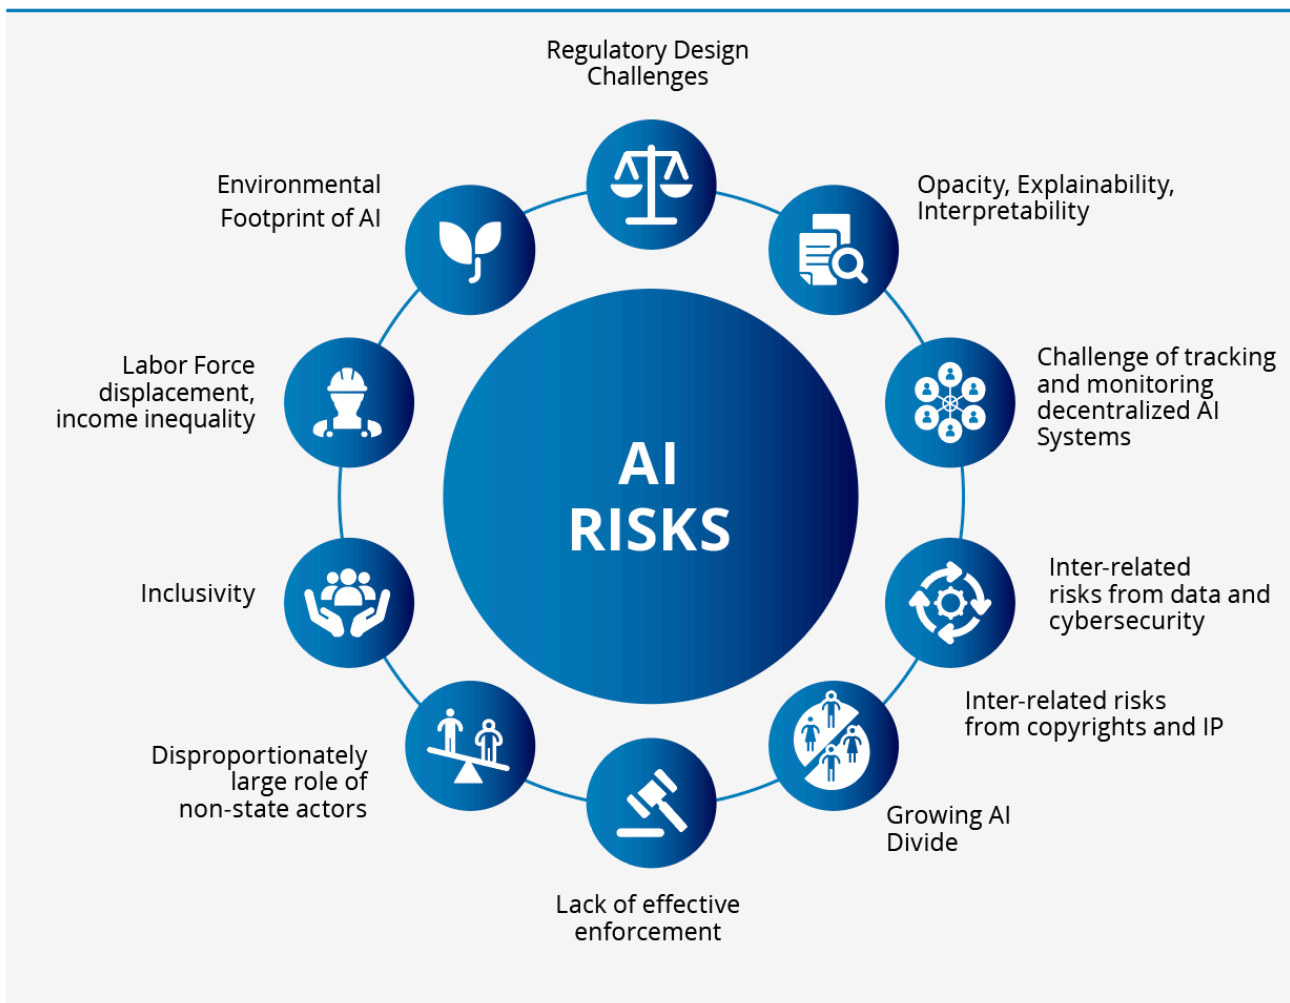 Regulatory Design
Challenges
Opacity, Explainability,
Interpretability
Challenge of tracking
and monitoring
decentralized AI
Systems
Inter-related
risks from data and
cybersecurity
Inter-related risks
from copyrights and IP
Growing AI
Divide
Lack of effective
enforcement
Disproportionately
large role of
non-state actors
Inclusivity
Labor Force
displacement,
income inequality
Environmental
Footprint of AI
AI
RISKS